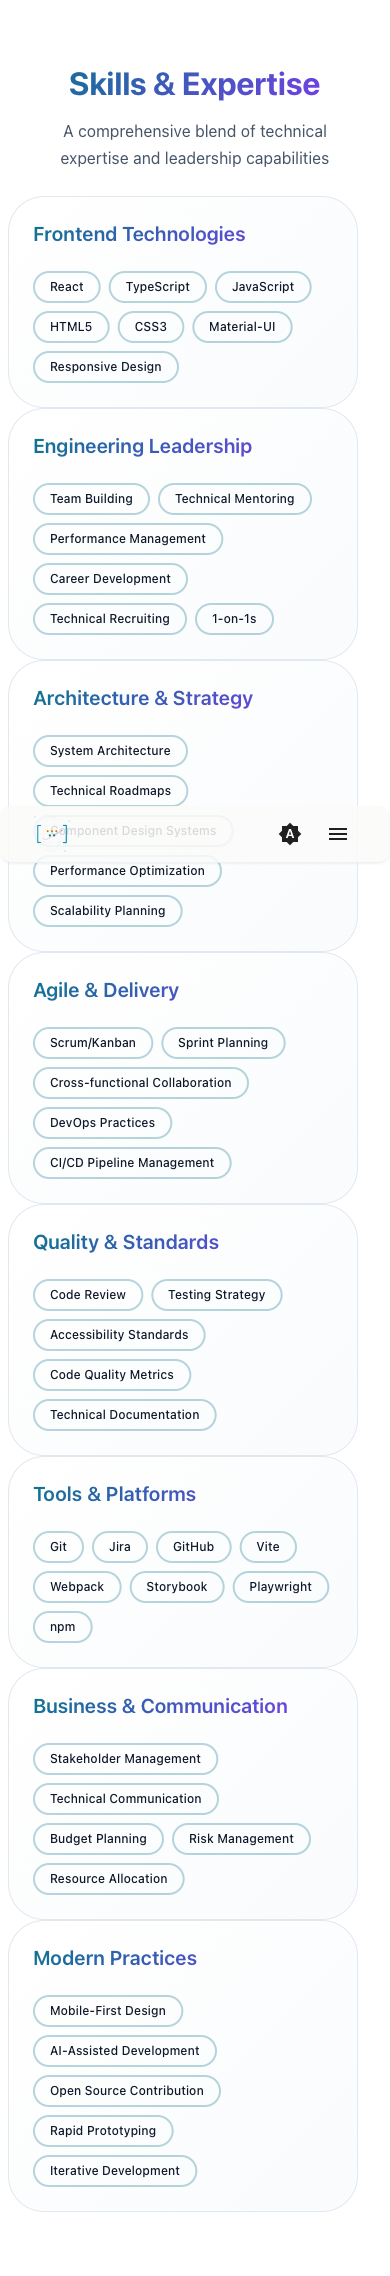 Skills & Expertise
A comprehensive blend of technical
expertise and leadership capabilities
Frontend Technologies
React TypeScript JavaScript
HTML5 CSS3 Material-UI
Responsive Design
Engineering Leadership
Team Building Technical Mentoring
Performance Management
Career Development
Technical Recruiting 1-on-1s
Architecture & Strategy
System Architecture
Technical Roadmaps
[ ] Component Design Systems A
Performance Optimization
Scalability Planning
Agile & Delivery
Scrum/Kanban Sprint Planning
Cross-functional Collaboration
DevOps Practices
CI/CD Pipeline Management
Quality & Standards
Code Review Testing Strategy
Accessibility Standards
Code Quality Metrics
Technical Documentation
Tools & Platforms
Git Jira GitHub Vite
Webpack Storybook Playwright
npm
Business & Communication
Stakeholder Management
Technical Communication
Budget Planning Risk Management
Resource Allocation
Modern Practices
Mobile-First Design
AI-Assisted Development
Open Source Contribution
Rapid Prototyping
Iterative Development